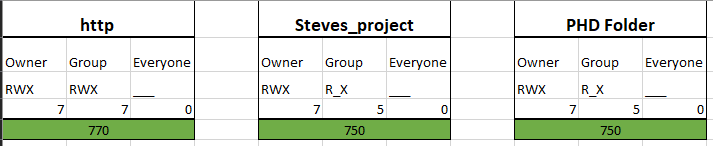 http Steves_project PHD Folder
Owner Group Everyone Owner Group Everyone Owner Group Everyone
RWX RWX ___ RWX R_X ___ RWX R_X ___
7 7 0 7 5 0 7 5 0
770 750 750